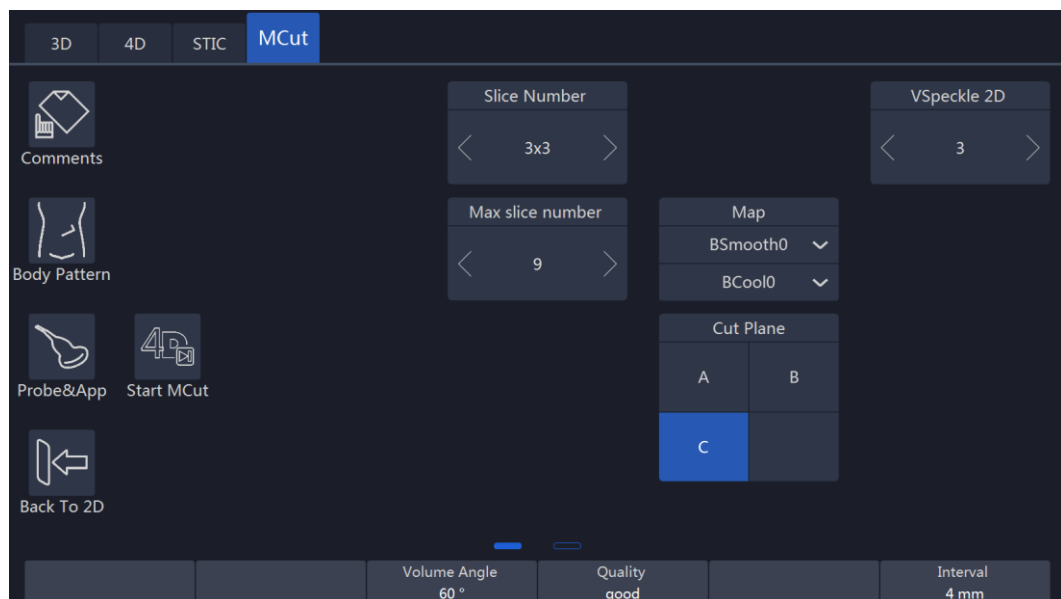 3D
4D
STIC
MCut
Comments
Slice Number
3x3
VSpeckle 2D
3
Body Pattern
Max slice number
9
Map
BSmooth0
BCool0
Probe&App
4D
Start MCut
Cut Plane
A
B
C
Back To 2D
Volume Angle
60 °
Quality
good
Interval
4 mm